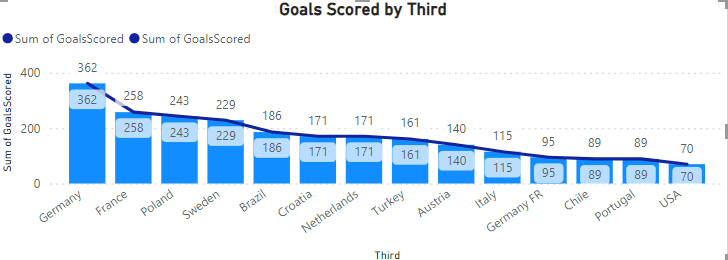 Goals Scored by Third
Sum of GoalsScored Sum of GoalsScored
Sum of GoalsScored
400
200
0
362 258 243 229 186 171 171 161 140 115 95 89 89 70
362 258 243 229 186 171 171 161 140 115 95 89 89 70
Germany France Poland Sweden Brazil Croatia Netherlands Turkey Austria Italy Germany FR Chile Portugal USA
Third